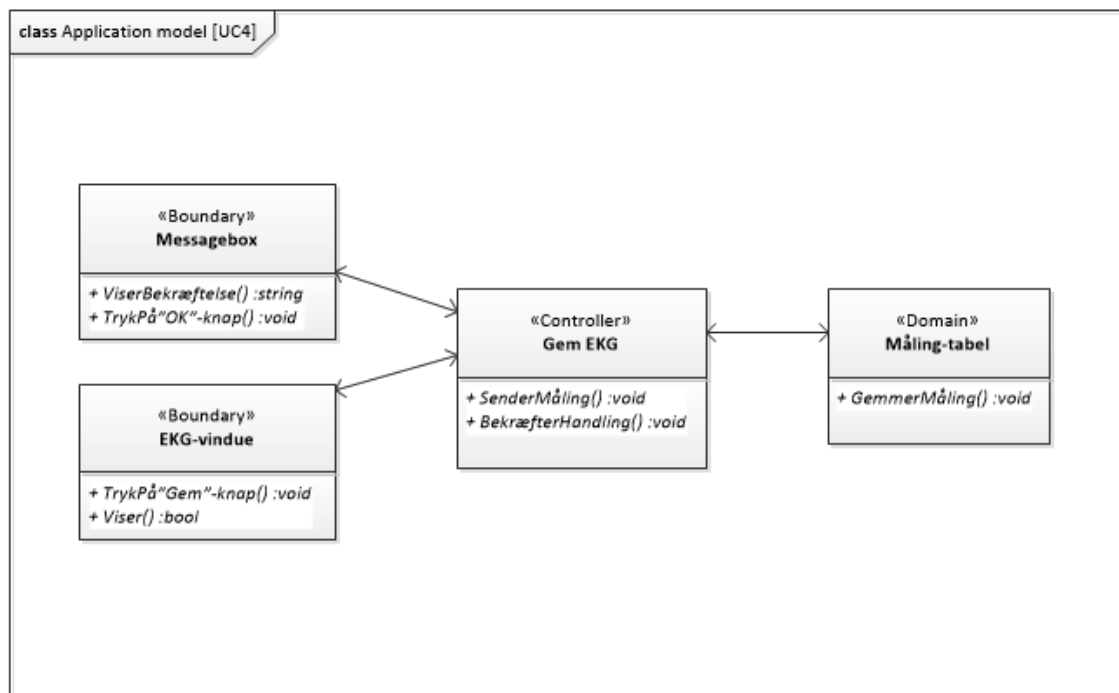 class Application model [UC4]
«Boundary»
Messagebox
+ ViserBekræftelse() :string
+ TrykPå"OK"-knap() :void
«Boundary»
EKG-vindue
+ TrykPå"Gem"-knap() :void
+ Viser() :bool
«Controller»
Gem EKG
+ SenderMåling() :void
+ BekræfterHandling() :void
«Domain»
Måling-tabel
+ GemmerMåling() :void